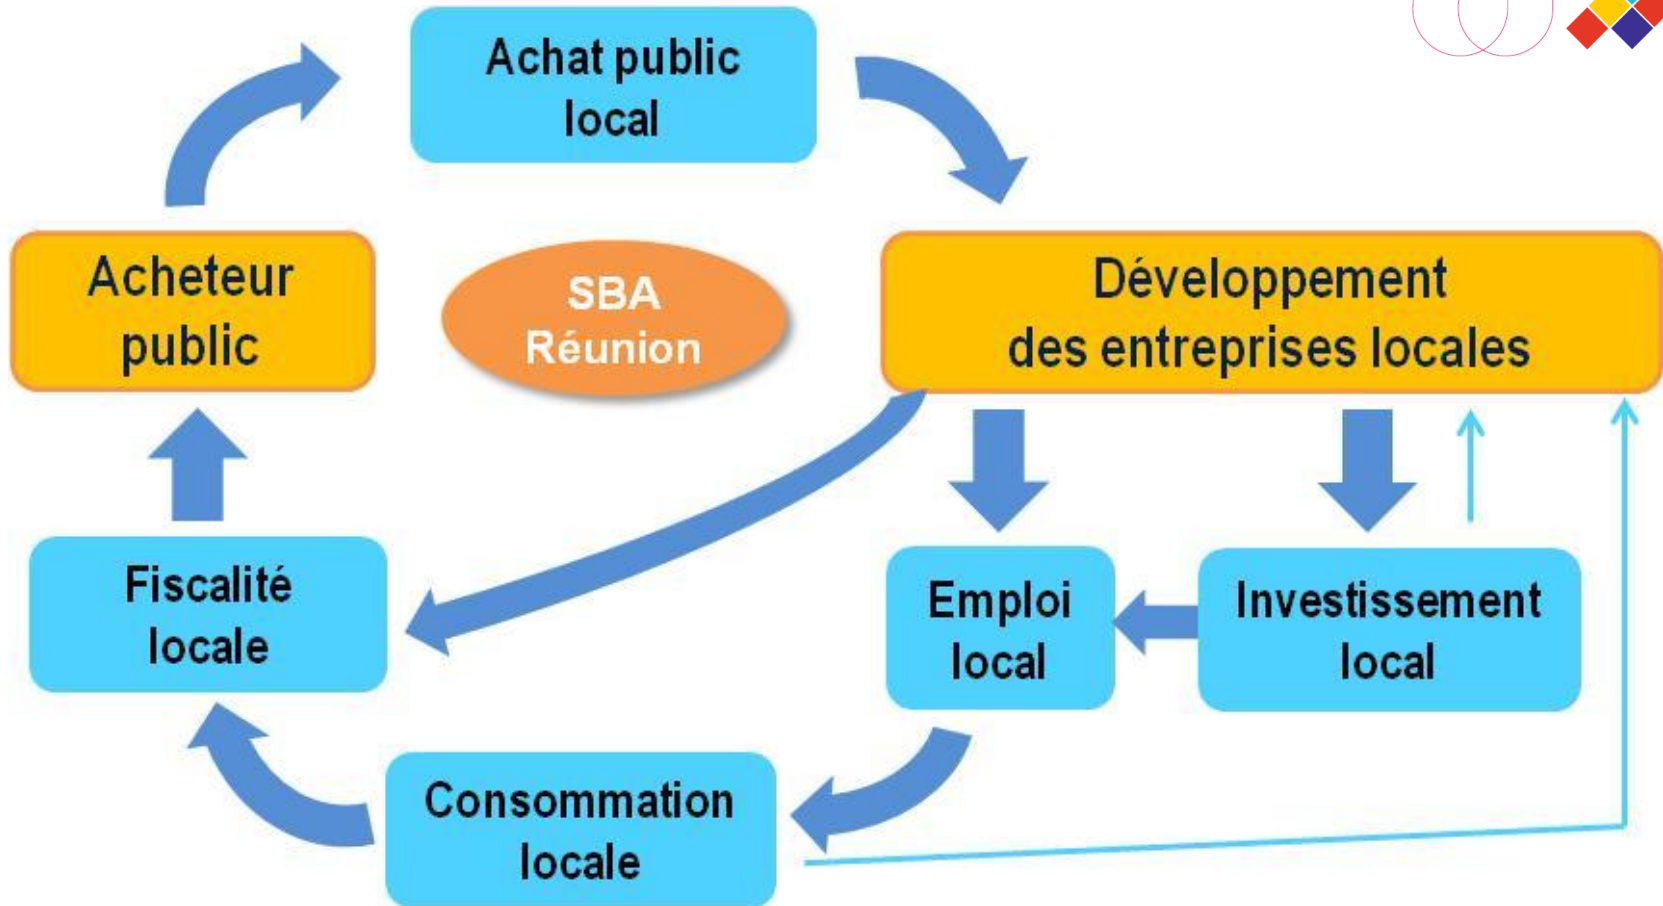 Achat public
local
Acheteur
public
SBA
Réunion
Développement
des entreprises locales
Fiscalité
locale
Emploi
local
Investissement
local
Consommation
locale